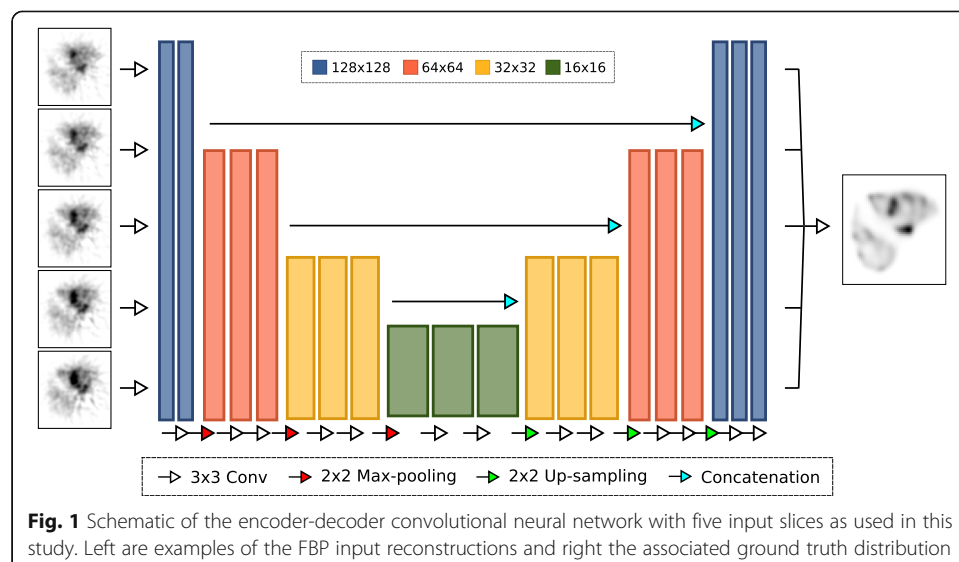 128x128 64x64 32x32 16x16
3x3 Conv 2x2 Max-pooling 2x2 Up-sampling Concatenation
Fig. 1 Schematic of the encoder-decoder convolutional neural network with five input slices as used in this
study. Left are examples of the FBP input reconstructions and right the associated ground truth distribution